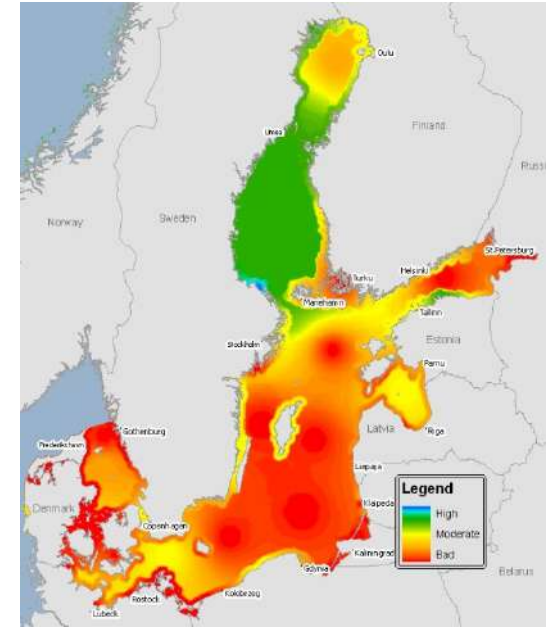 Oulu
Umea
Finland
Russi
Norway
Sweden
St.Petersburg
Helsinki
Turku
Mariehamn
Tallinn
Stockholm
Estonia
Parnu
Gothenburg
Frederikshavn
Latvia
Riga
Liepaja
Denmark
Legend
High
Moderate
Bad
Klaipeda
Copenhagen
Kaliningrad
Gdynia
Belarus
Kolobrzeg
Rostock
Lubeck